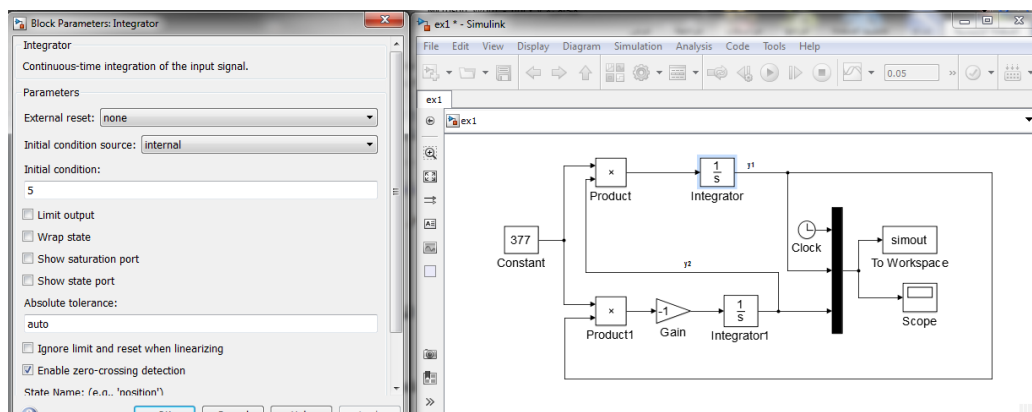 Block Parameters: Integrator
Integrator
Continuous-time integration of the input signal.
Parameters
External reset: none
Initial condition source: internal
Initial condition:
5
Limit output
Wrap state
Show saturation port
Show state port
Absolute tolerance:
auto
Ignore limit and reset when linearizing
Enable zero-crossing detection
State Name: (e.g., 'position')
ex1 * - Simulink
File Edit View Display Diagram Simulation Analysis Code Tools Help
0.05
ex1
ex1
×
Product
1
s
Integrator
y1
377
Constant
Clock
simout
To Workspace
y2
×
Product1
-1
Gain
1
s
Integrator1
Scope